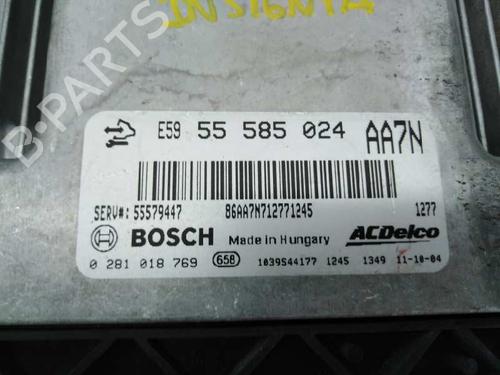 INSIGNIA
E59 55 585 024 AA7N
SERV#: 55579447 86AA7N712771245 1277
BOSCH Made in Hungary ACDelco
0 281 018 769 658 1039S44177 1245 1349 11-10-04
B-PARTS